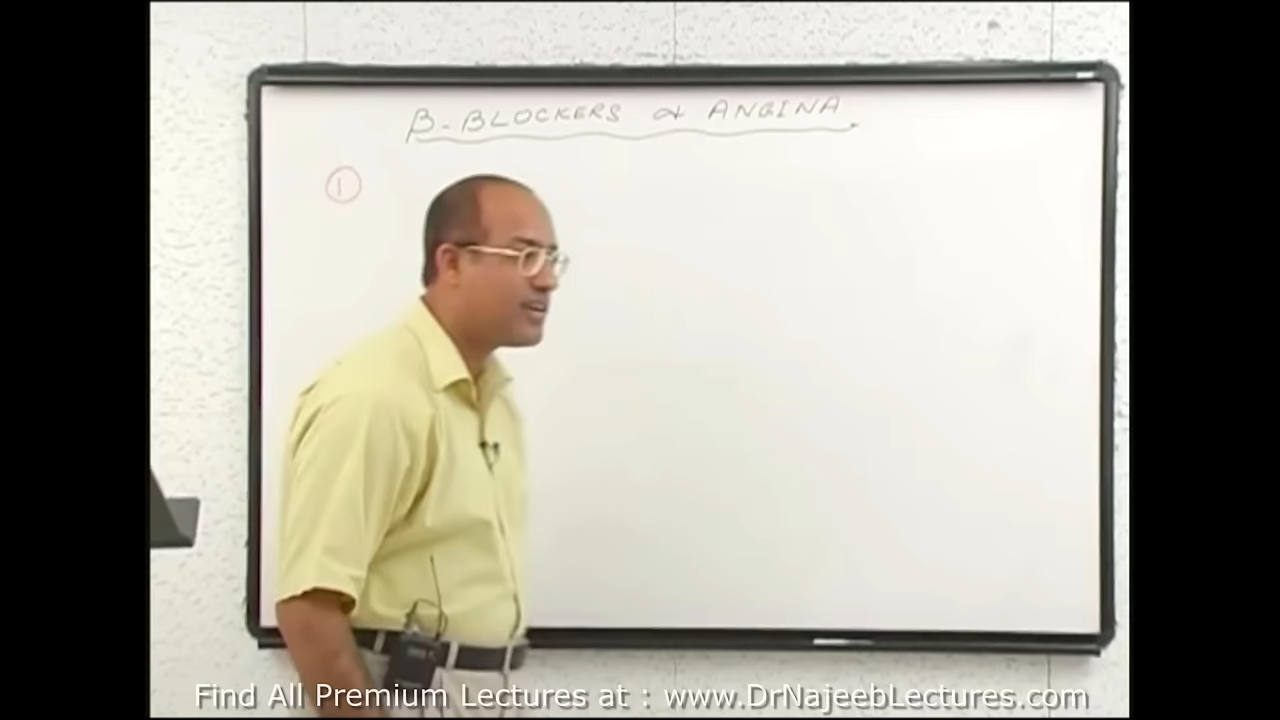 β-BLOCKERS & ANGINA
①
Find All Premium Lectures at : www.DrNajeebLectures.com